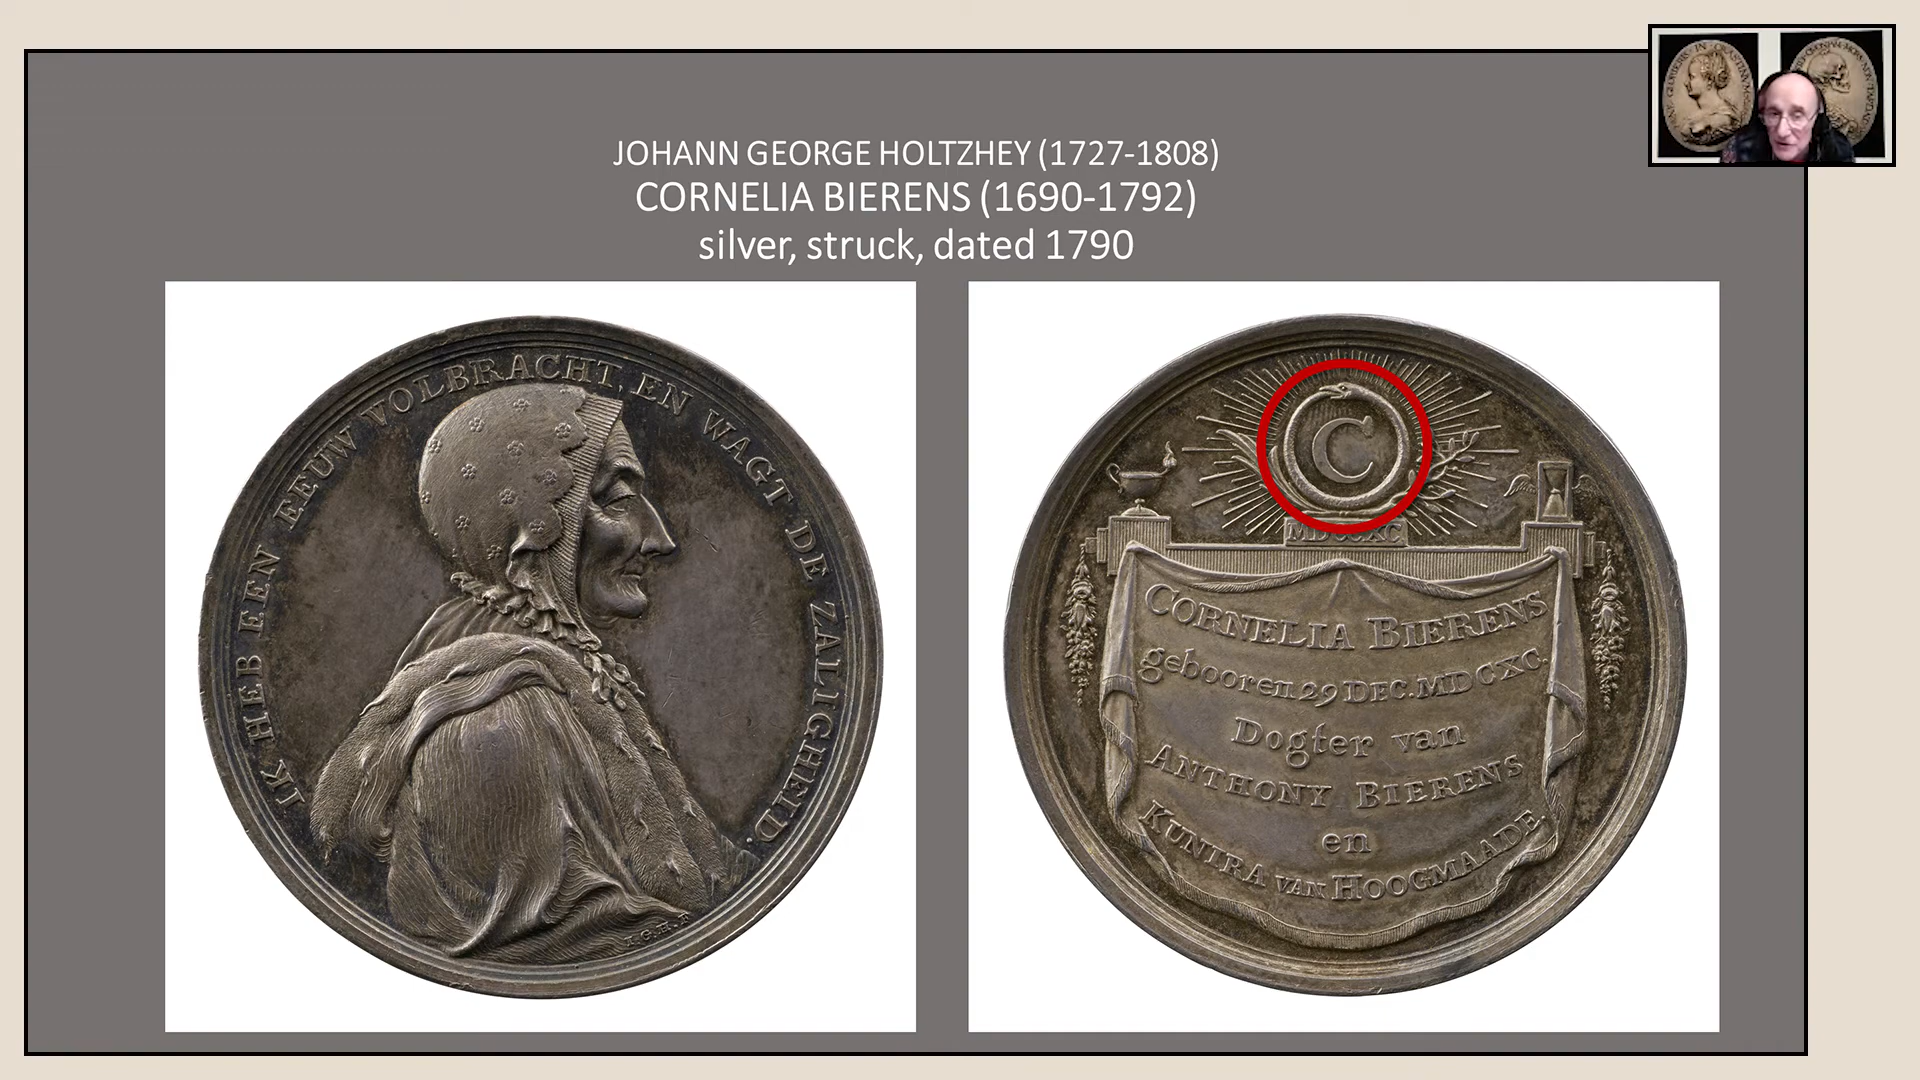 JOHANN GEORGE HOLTZHEY (1727-1808)
CORNELIA BIERENS (1690-1792)
silver, struck, dated 1790
IK HEB EEN EEUW VOLBRACHT, EN WAGT DE ZALIGHEID.
I.G.H.F.
C
MDCCXC
CORNELIA BIERENS
gebooren 29 DEC. MDCXC.
Dogter van
ANTHONY BIERENS
en
KUNIRA VAN HOOGMAADE